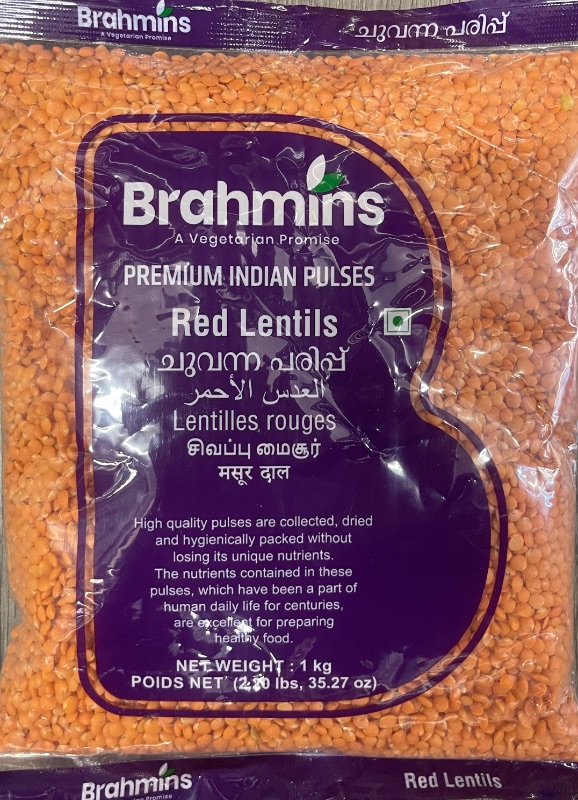 Brahmins
A Vegetarian Promise
ചുവന്ന പരിപ്പ്
Brahmins
A Vegetarian Promise
PREMIUM INDIAN PULSES
Red Lentils
ചുവന്ന പരിപ്പ്
العدس الأحمر
Lentilles rouges
சிவப்பு மைசூர்
मसूर दाल
High quality pulses are collected, dried
and hygienically packed without
losing its unique nutrients.
The nutrients contained in these
pulses, which have been a part of
human daily life for centuries,
are excellent for preparing
healthy food.
NET WEIGHT : 1 kg
POIDS NET (2.20 lbs, 35.27 oz)
Brahmins
A Vegetarian Promise
Red Lentils